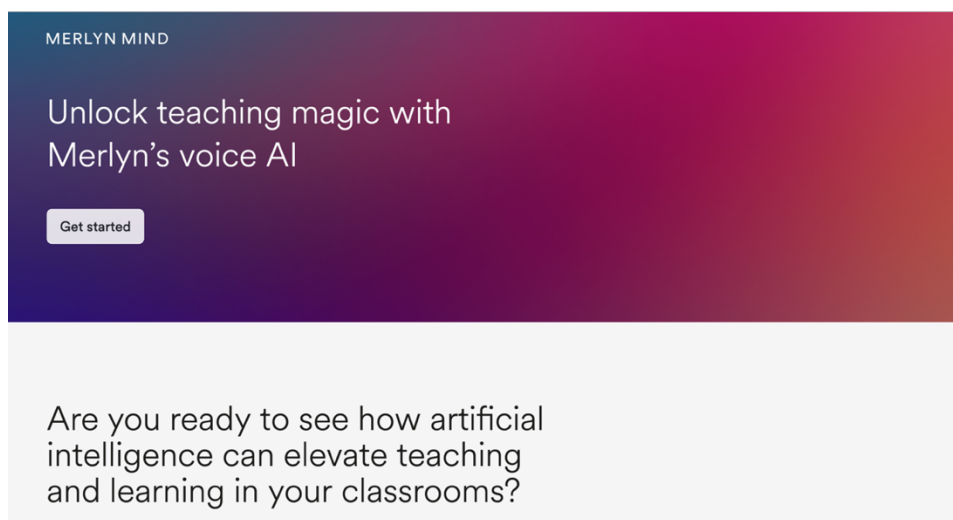 MERLYN MIND
Unlock teaching magic with
Merlyn’s voice AI
Get started
Are you ready to see how artificial
intelligence can elevate teaching
and learning in your classrooms?